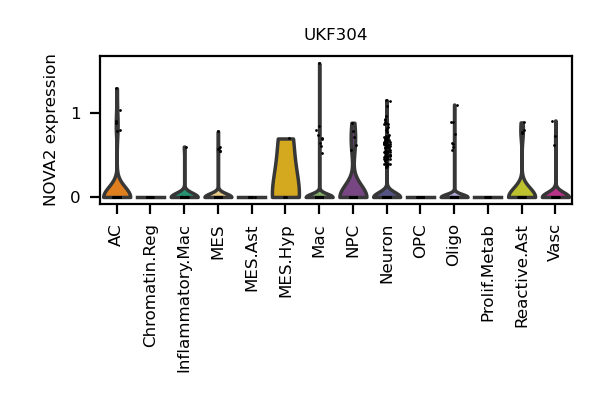 UKF304
NOVA2 expression
1
0
AC
Chromatin.Reg
Inflammatory.Mac
MES
MES.Ast
MES.Hyp
Mac
NPC
Neuron
OPC
Oligo
Prolif.Metab
Reactive.Ast
Vasc